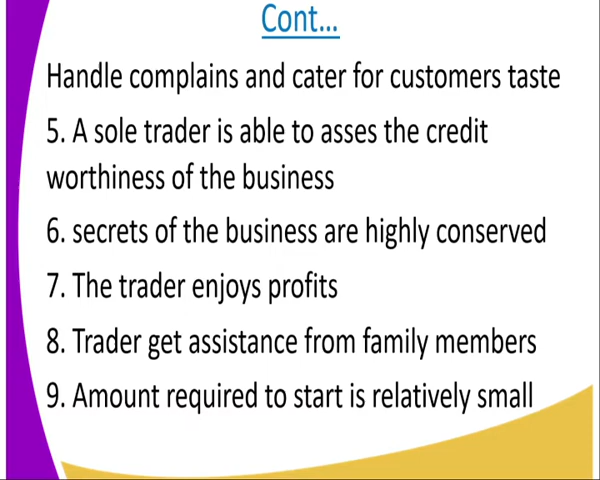 Cont...
Handle complains and cater for customers taste
5. A sole trader is able to asses the credit
worthiness of the business
6. secrets of the business are highly conserved
7. The trader enjoys profits
8. Trader get assistance from family members
9. Amount required to start is relatively small